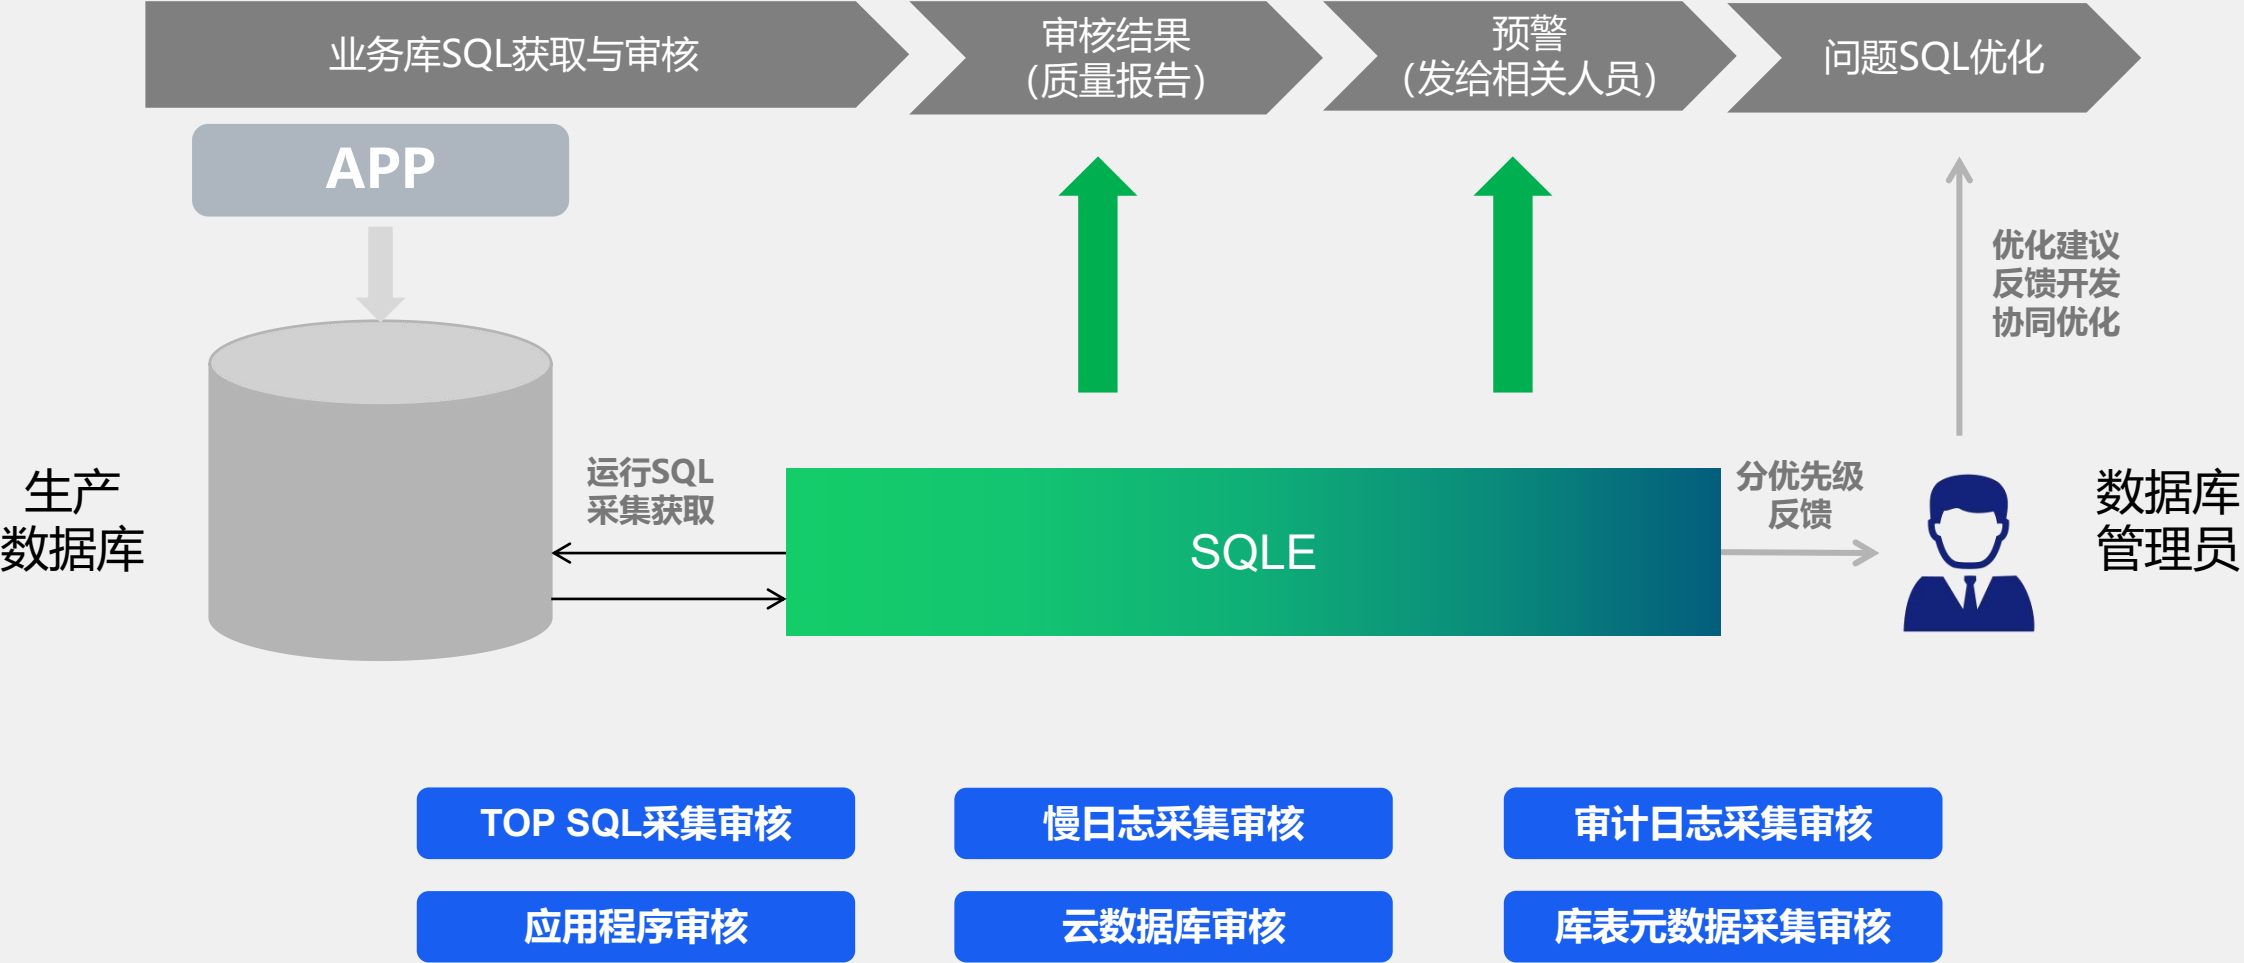 业务库SQL获取与审核
审核结果
（质量报告）
预警
（发给相关人员）
问题SQL优化
APP
优化建议
反馈开发
协同优化
生产
数据库
运行SQL
采集获取
SQLE
分优先级
反馈
数据库
管理员
TOP SQL采集审核
慢日志采集审核
审计日志采集审核
应用程序审核
云数据库审核
库表元数据采集审核